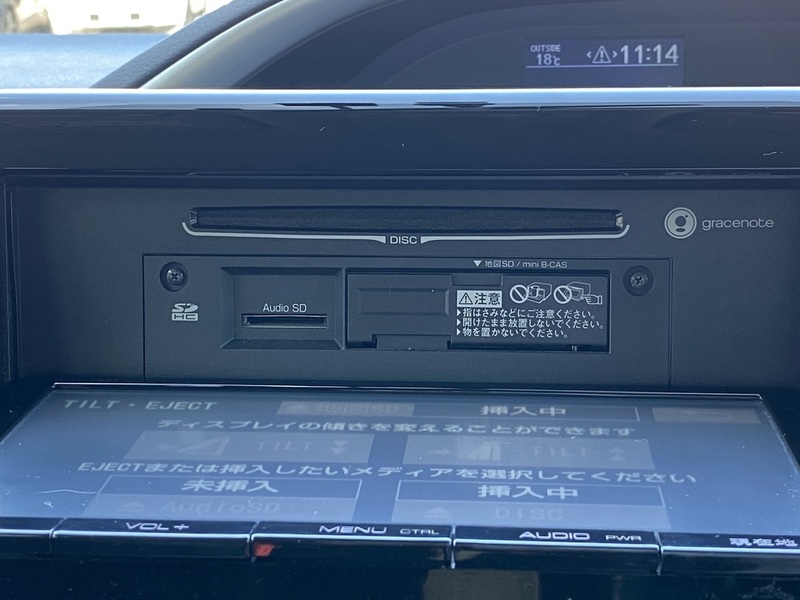 OUTSIDE
18℃
11:14
DISC
gracenote
▼地図SD / mini B-CAS
SD
HC
Audio SD
注意
▶指はさみなどにご注意ください。
▶開けたまま放置しないでください。
▶物を置かないでください。
TILT・EJECT
挿入中
ディスプレイの傾きを変えることができます
TILT
TILT
EJECTまたは挿入したいメディアを選択してください
未挿入
挿入中
AudioSD
DISC
VOL +
MENU CTRL
AUDIO PWR
現在地